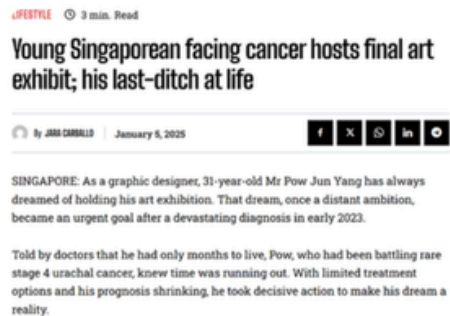 LIFESTYLE 3 min. Read
Young Singaporean facing cancer hosts final art
exhibit; his last-ditch at life
By JARA CARBALLO January 5, 2025
SINGAPORE: As a graphic designer, 31-year-old Mr Pow Jun Yang has always
dreamed of holding his art exhibition. That dream, once a distant ambition,
became an urgent goal after a devastating diagnosis in early 2023.
Told by doctors that he had only months to live, Pow, who had been battling rare
stage 4 urachal cancer, knew time was running out. With limited treatment
options and his prognosis shrinking, he took decisive action to make his dream a
reality.